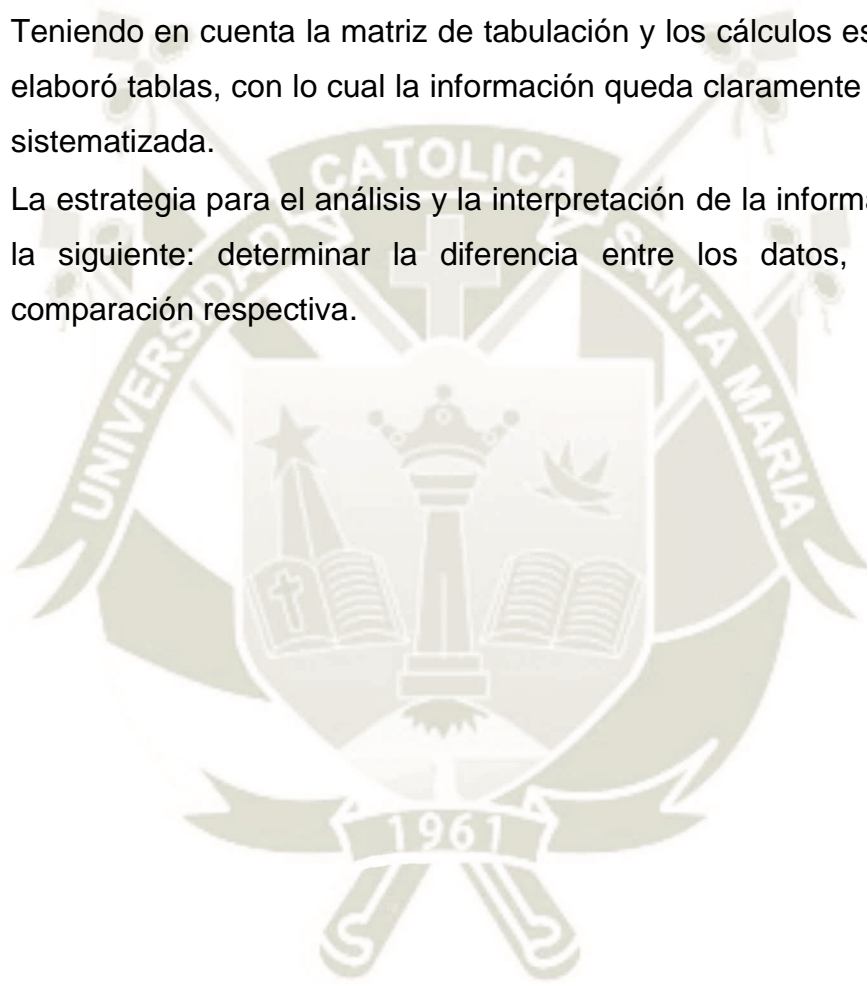 Teniendo en cuenta la matriz de tabulación y los cálculos
elaboró tablas, con lo cual la información queda claramente
sistematizada.
La estrategia para el análisis y la interpretación de la
la siguiente: determinar la diferencia entre los datos,
comparación respectiva.
UNIVERSIDAD CATOLICA SANTA MARIA
1961